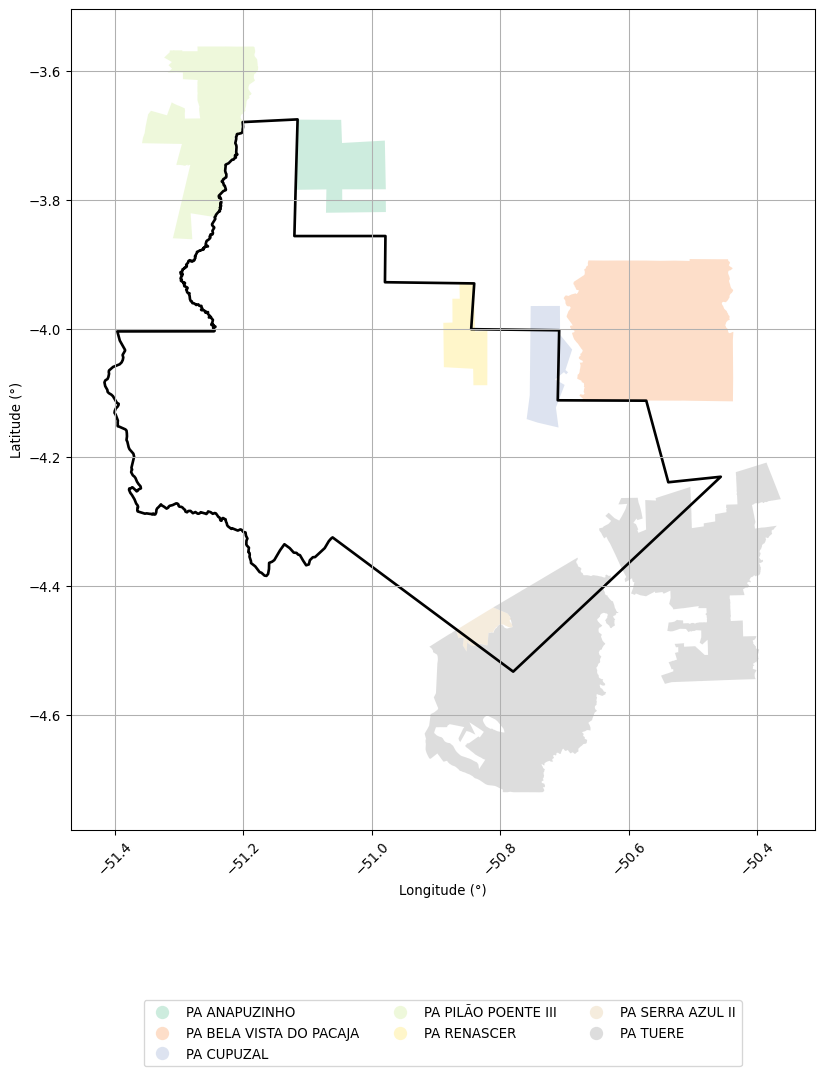 −3.6
−3.8
−4.0
−4.2
−4.4
−4.6
Latitude (°)
−51.4
−51.2
−51.0
−50.8
−50.6
−50.4
Longitude (°)
PA ANAPUZINHO
PA BELA VISTA DO PACAJA
PA CUPUZAL
PA PILÃO POENTE III
PA RENASCER
PA SERRA AZUL II
PA TUERE